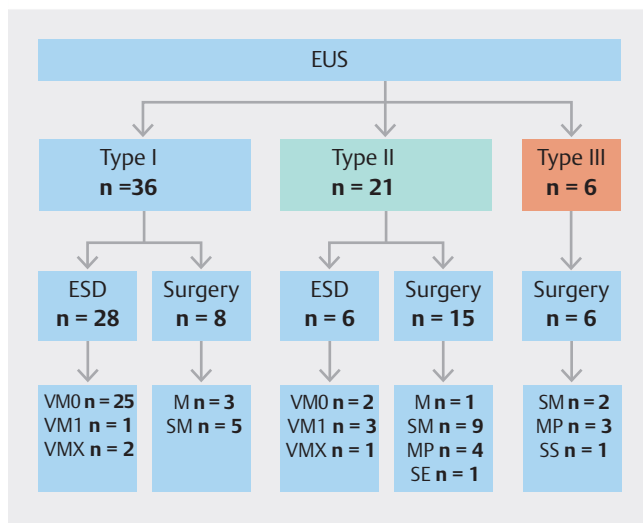 EUS
Type I
n =36
Type II
n = 21
Type III
n = 6
ESD
n = 28
Surgery
n = 8
ESD
n = 6
Surgery
n = 15
Surgery
n = 6
VM0 n = 25
VM1 n = 1
VMX n = 2
M n = 3
SM n = 5
VM0 n = 2
VM1 n = 3
VMX n = 1
M n = 1
SM n = 9
MP n = 4
SE n = 1
SM n = 2
MP n = 3
SS n = 1